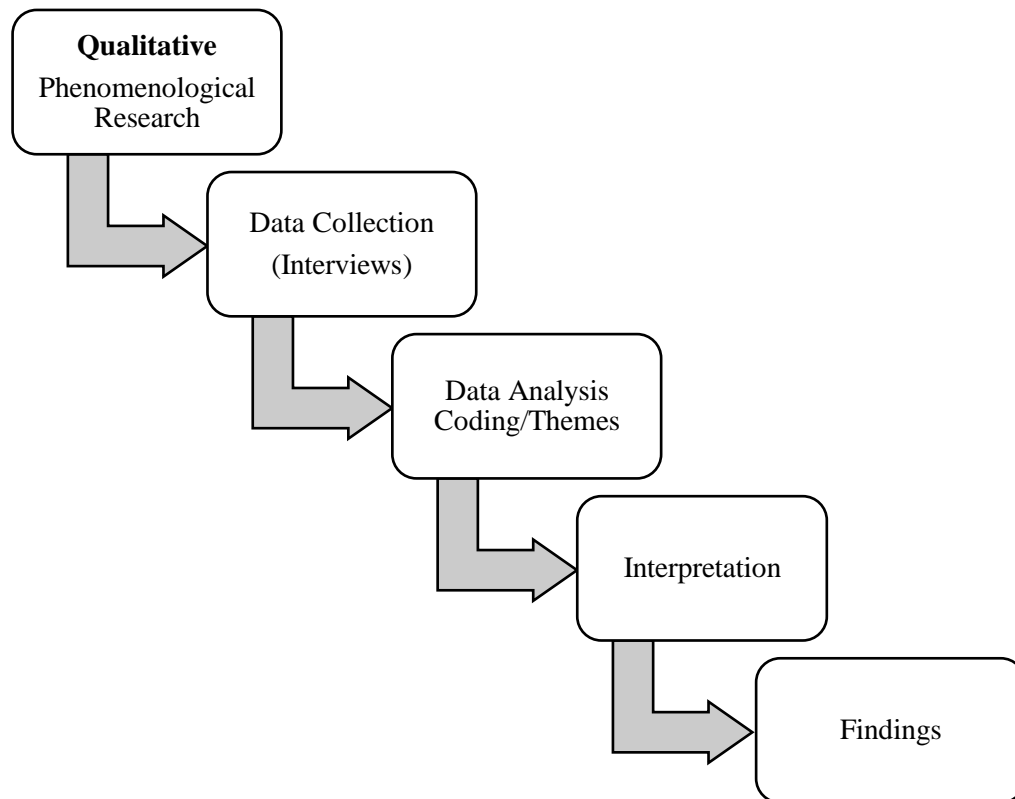 Qualitative
Phenomenological
Research
Data Collection
(Interviews)
Data Analysis
Coding/Themes
Interpretation
Findings